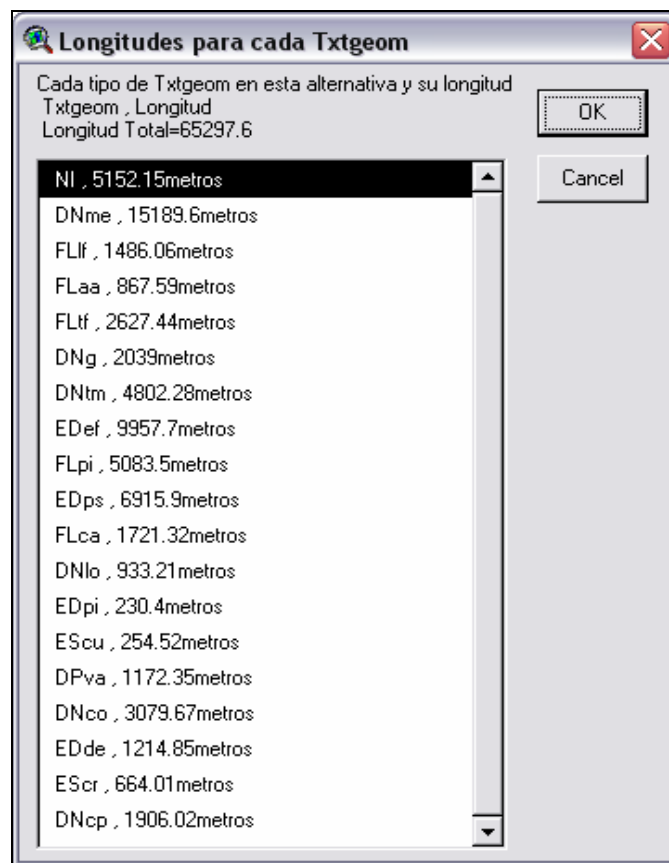 Longitudes para cada Txtgeom
Cada tipo de Txtgeom en esta alternativa y su longitud
Txtgeom , Longitud
Longitud Total=65297.6
OK
Cancel
NI , 5152.15metros
DNme , 15189.6metros
FLlf , 1486.06metros
FLaa , 867.59metros
FLtf , 2627.44metros
DNg , 2039metros
DNtm , 4802.28metros
EDef , 9957.7metros
FLpi , 5083.5metros
EDps , 6915.9metros
FLca , 1721.32metros
DNlo , 933.21metros
EDpi , 230.4metros
EScu , 254.52metros
DPva , 1172.35metros
DNco , 3079.67metros
EDde , 1214.85metros
EScr , 664.01metros
DNcp , 1906.02metros